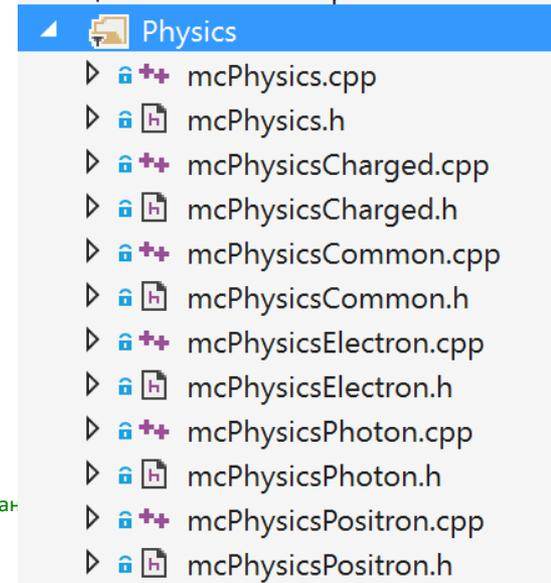 Physics
mcPhysics.cpp
mcPhysics.h
mcPhysicsCharged.cpp
mcPhysicsCharged.h
mcPhysicsCommon.cpp
mcPhysicsCommon.h
mcPhysicsElectron.cpp
mcPhysicsElectron.h
mcPhysicsPhoton.cpp
mcPhysicsPhoton.h
ан
mcPhysicsPositron.cpp
mcPhysicsPositron.h